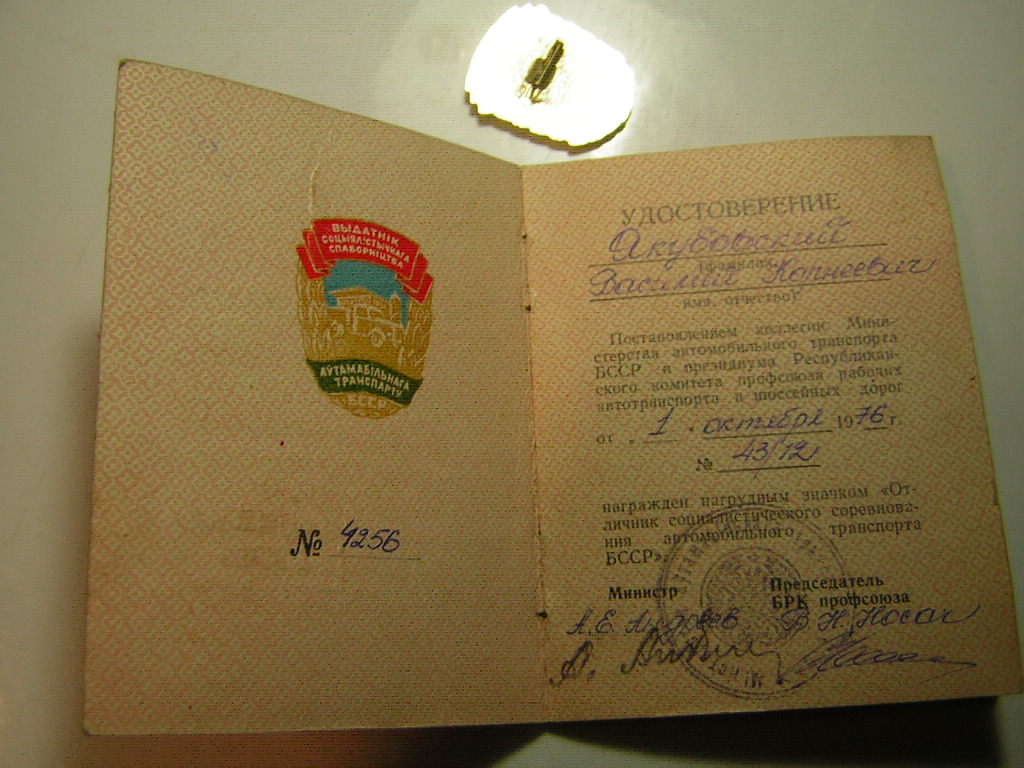 ВЫДАТНІК
САЦЫЯЛІСТЫЧНАГА
СПАБОРНІЦТВА
АЎТАМАБІЛЬНАГА
ТРАНСПАРТУ
БССР
№ 4256
УДОСТОВЕРЕНИЕ
Якубовский
(фамилия,
Василий Корнеевич
имя, отчество)
Постановлением коллегии Мини-
стерства автомобильного транспорта
БССР и президиума Республикан-
ского комитета профсоюза рабочих
автотранспорта и шоссейных дорог
от „ 1 " октября 1976 г.
№ 43/12
награжден нагрудным значком «От-
личник социалистического соревнова-
ния автомобильного транспорта
БССР».
Министр
Председатель
БРК профсоюза
А.Е. Андреев
В. Н. Носач